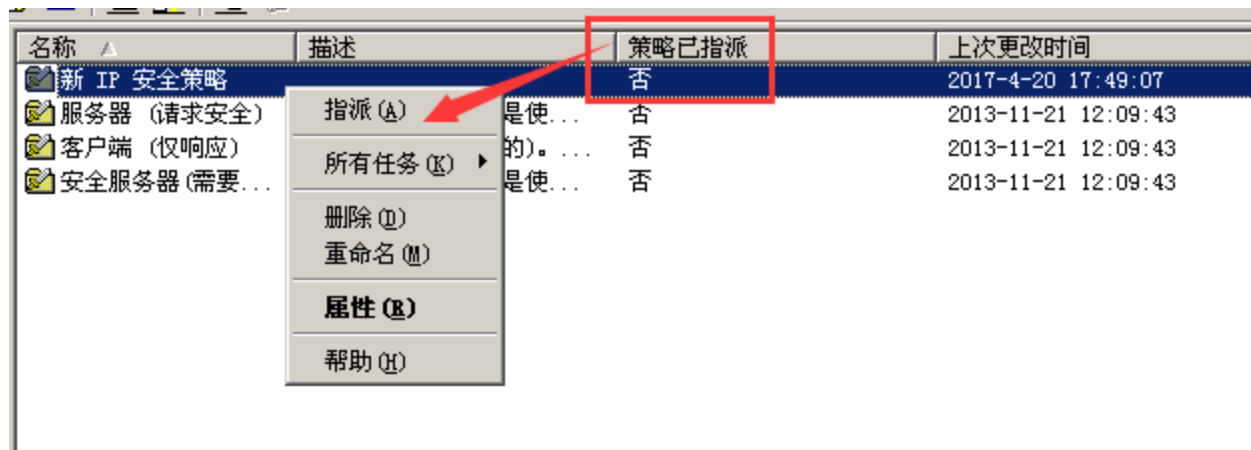 名称 描述 策略已指派 上次更改时间
新 IP 安全策略 否 2017-4-20 17:49:07
服务器 (请求安全) 是使... 否 2013-11-21 12:09:43
客户端 (仅响应) 的)。... 否 2013-11-21 12:09:43
安全服务器(需要... 是使... 否 2013-11-21 12:09:43
指派(A)
所有任务(K)
删除(D)
重命名(M)
属性(R)
帮助(H)